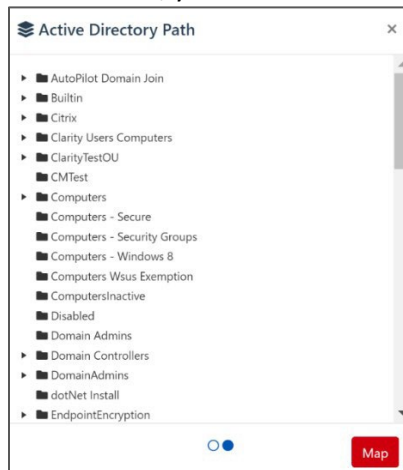 Active Directory Path
AutoPilot Domain Join
Builtin
Citrix
Clarity Users Computers
ClarityTestOU
CMTest
Computers
Computers - Secure
Computers - Security Groups
Computers - Windows 8
Computers Wsus Exemption
ComputersInactive
Disabled
Domain Admins
Domain Controllers
DomainAdmins
dotNet Install
EndpointEncryption
Map